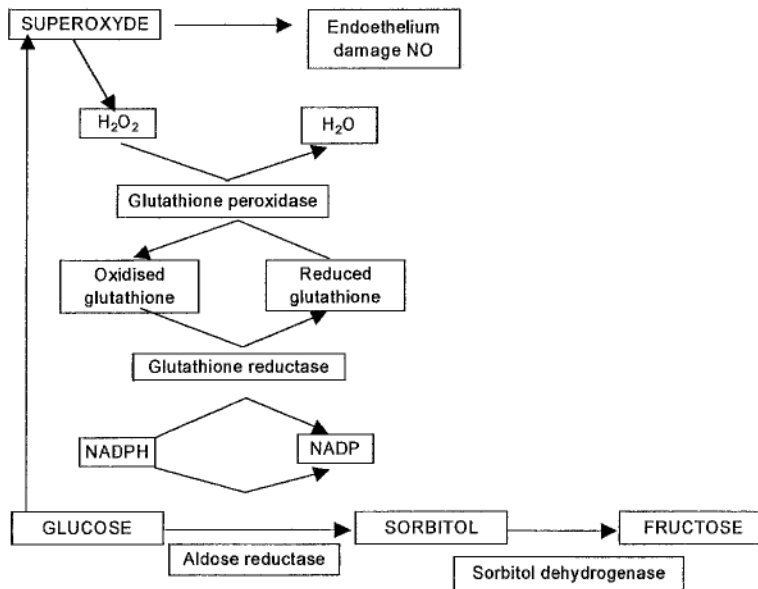 SUPEROXYDE
Endoethelium
damage NO
H₂O₂
H₂O
Glutathione peroxidase
Oxidised
glutathione
Reduced
glutathione
Glutathione reductase
NADPH
NADP
GLUCOSE
SORBITOL
FRUCTOSE
Aldose reductase
Sorbitol dehydrogenase